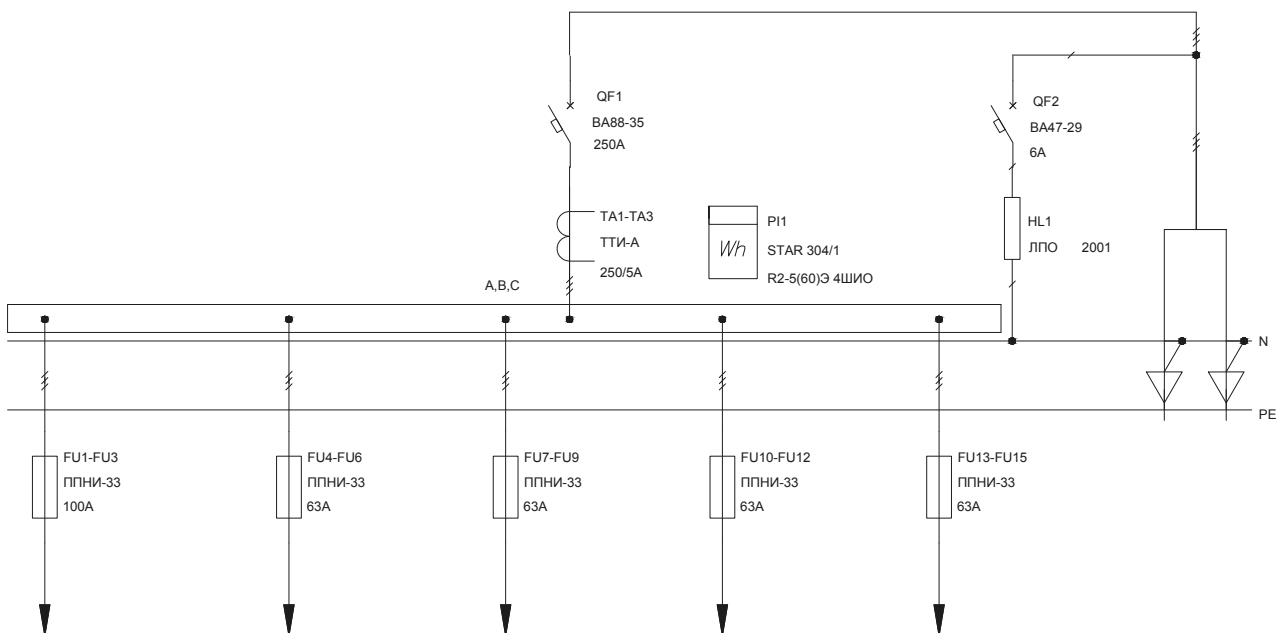 QF1
ВА88-35
250А
QF2
ВА47-29
6А
ТА1-ТА3
ТТИ-А
250/5А
PI1
Wh
STAR 304/1
R2-5(60)Э 4ШИО
HL1
ЛПО 2001
A,B,C
N
PE
FU1-FU3
ППНИ-33
100А
FU4-FU6
ППНИ-33
63А
FU7-FU9
ППНИ-33
63А
FU10-FU12
ППНИ-33
63А
FU13-FU15
ППНИ-33
63А